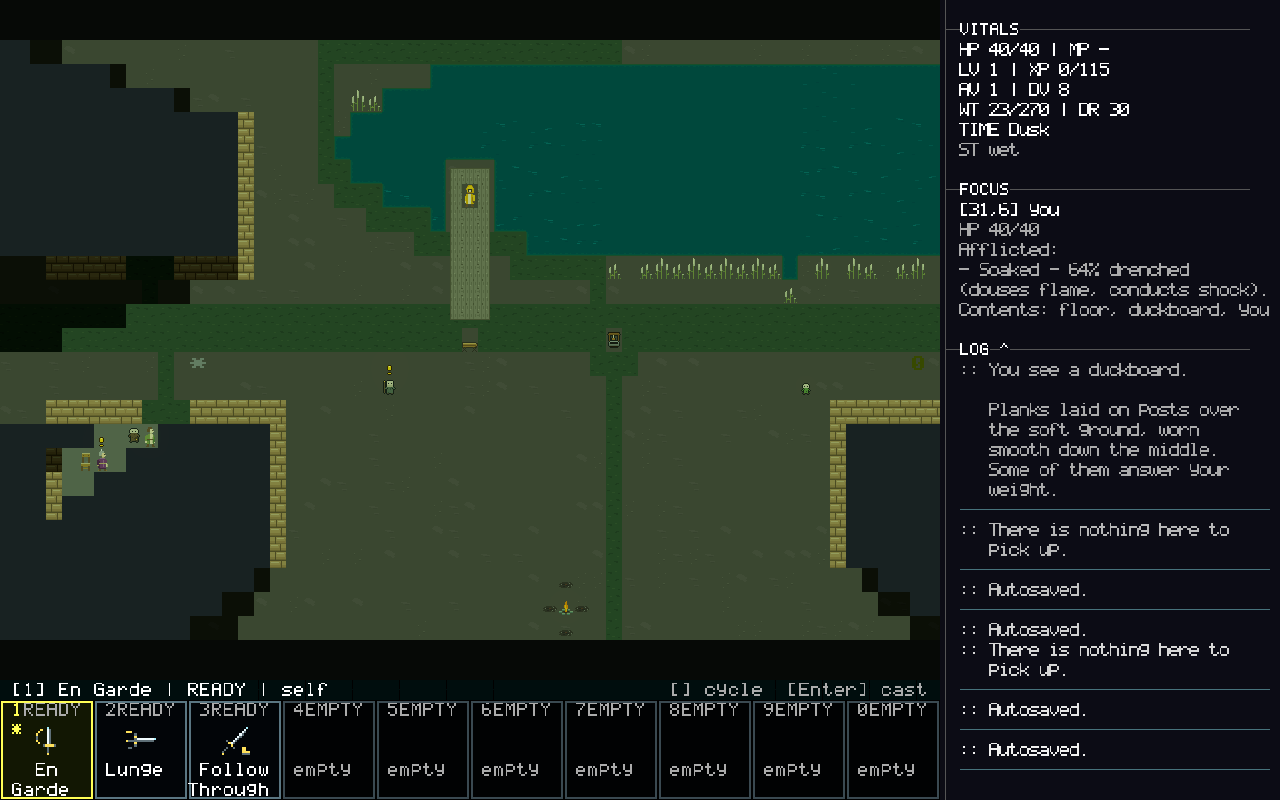 VITALS
HP 40/40 | MP -
LV 1 | XP 0/115
AV 1 | DV 8
WT 23/270 | DR 30
TIME Dusk
ST wet
FOCUS
[31,6] You
HP 40/40
Afflicted:
- Soaked - 64% drenched
(douses flame, conducts shock).
Contents: floor, duckboard, You
LOG ^
:: You see a duckboard.
Planks laid on Posts over
the soft ground, worn
smooth down the middle.
Some of them answer Your
weight.
:: There is nothing here to
Pick up.
:: Autosaved.
:: Autosaved.
:: There is nothing here to
Pick up.
:: Autosaved.
:: Autosaved.
[1] En Garde | READY | self
[] cycle [Enter] cast
1READY 2READY 3READY 4EMPTY 5EMPTY 6EMPTY 7EMPTY 8EMPTY 9EMPTY 0EMPTY
*
En Garde
Lunge
Follow Through
empty empty empty empty empty empty empty